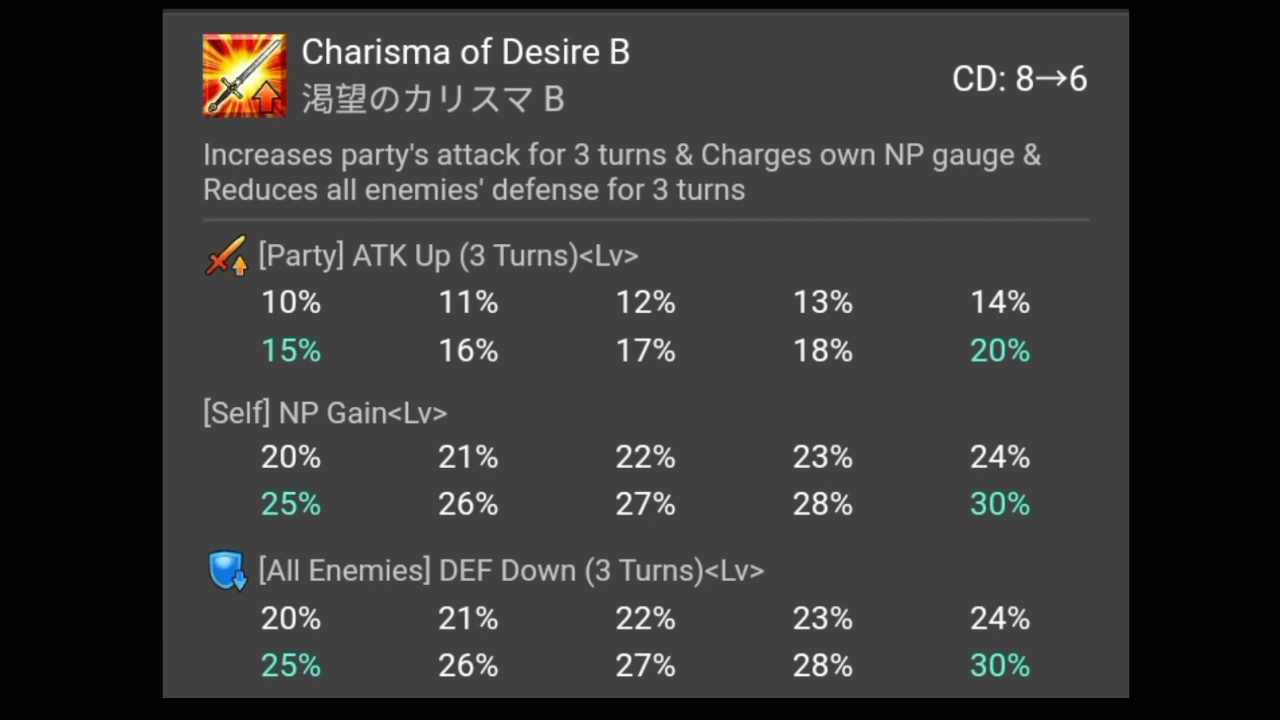 Charisma of Desire B
渇望のカリスマ B
CD: 8→6
Increases party's attack for 3 turns & Charges own NP gauge &
Reduces all enemies' defense for 3 turns
[Party] ATK Up (3 Turns)<Lv>
10% 11% 12% 13% 14%
15% 16% 17% 18% 20%
[Self] NP Gain<Lv>
20% 21% 22% 23% 24%
25% 26% 27% 28% 30%
[All Enemies] DEF Down (3 Turns)<Lv>
20% 21% 22% 23% 24%
25% 26% 27% 28% 30%